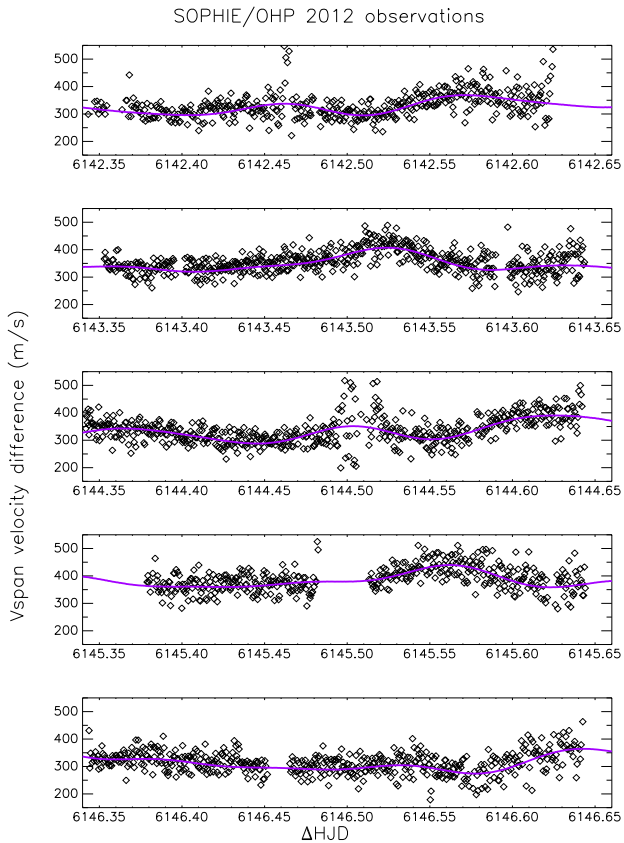 SOPHIE/OHP 2012 observations
Vspan velocity difference (m/s)
500
400
300
200
6142.35 6142.40 6142.45 6142.50 6142.55 6142.60 6142.65
500
400
300
200
6143.35 6143.40 6143.45 6143.50 6143.55 6143.60 6143.65
500
400
300
200
6144.35 6144.40 6144.45 6144.50 6144.55 6144.60 6144.65
500
400
300
200
6145.35 6145.40 6145.45 6145.50 6145.55 6145.60 6145.65
500
400
300
200
6146.35 6146.40 6146.45 6146.50 6146.55 6146.60 6146.65
ΔHJD